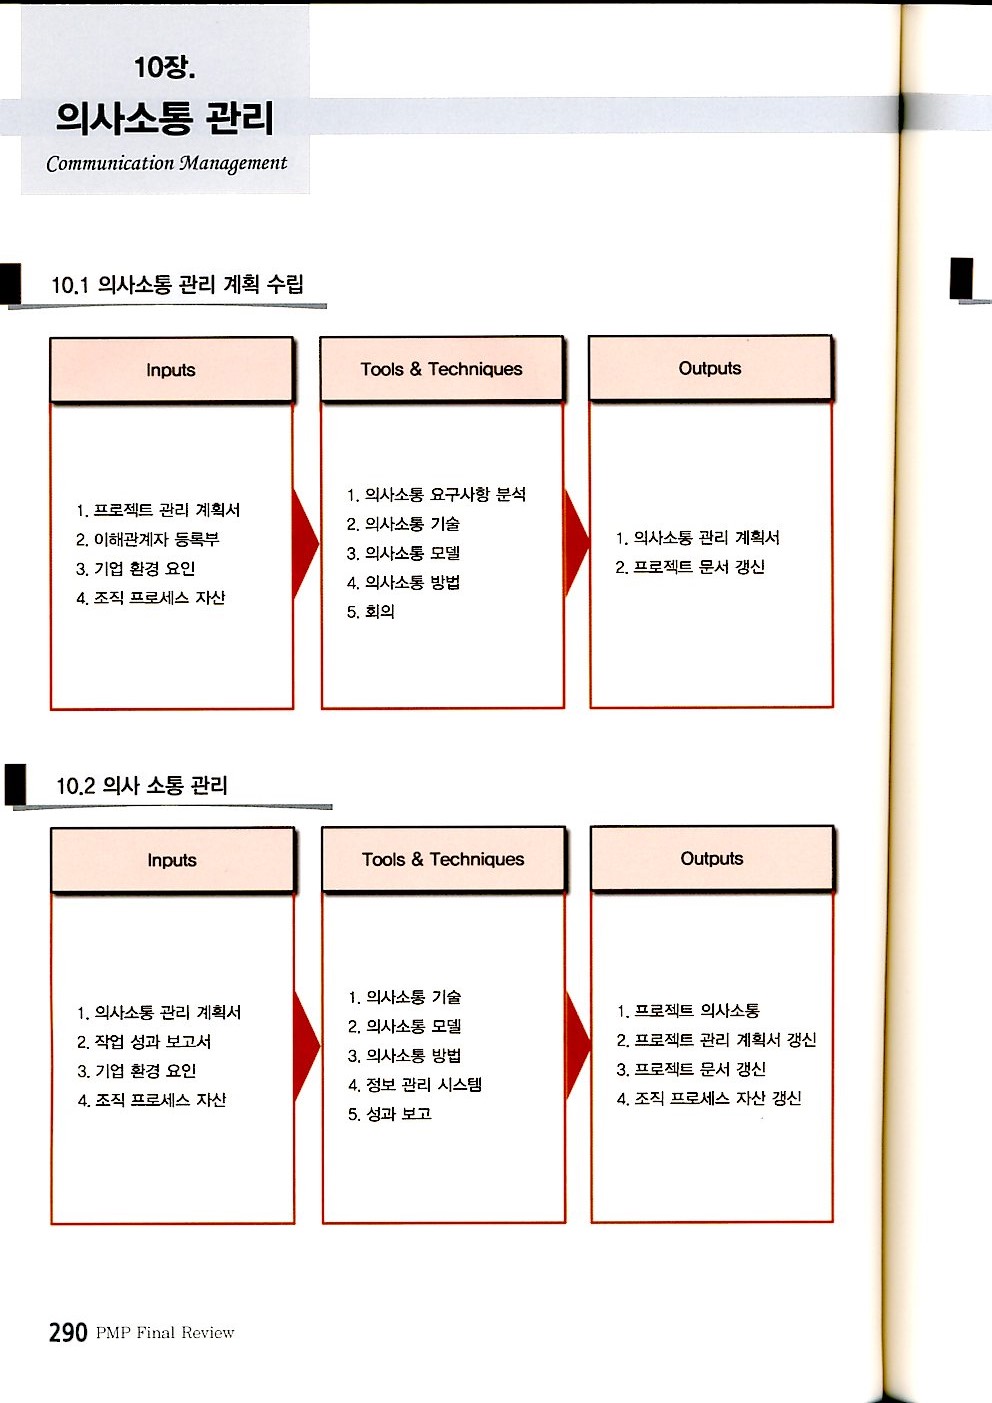 10장.
의사소통 관리
Communication Management
10.1 의사소통 관리 계획 수립
Inputs
1. 프로젝트 관리 계획서
2. 이해관계자 등록부
3. 기업 환경 요인
4. 조직 프로세스 자산
Tools & Techniques
1. 의사소통 요구사항 분석
2. 의사소통 기술
3. 의사소통 모델
4. 의사소통 방법
5. 회의
Outputs
1. 의사소통 관리 계획서
2. 프로젝트 문서 갱신
10.2 의사 소통 관리
Inputs
1. 의사소통 관리 계획서
2. 작업 성과 보고서
3. 기업 환경 요인
4. 조직 프로세스 자산
Tools & Techniques
1. 의사소통 기술
2. 의사소통 모델
3. 의사소통 방법
4. 정보 관리 시스템
5. 성과 보고
Outputs
1. 프로젝트 의사소통
2. 프로젝트 관리 계획서 갱신
3. 프로젝트 문서 갱신
4. 조직 프로세스 자산 갱신
290 PMP Final Review